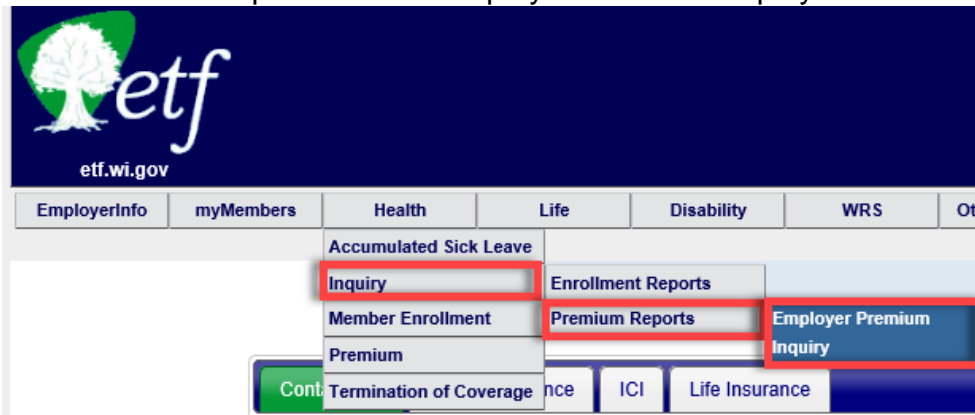 etf
etf.wi.gov
EmployerInfo myMembers Health Life Disability WRS
Accumulated Sick Leave
Inquiry Enrollment Reports
Member Enrollment Premium Reports Employer Premium
Premium Inquiry
Termination of Coverage ICI Life Insurance